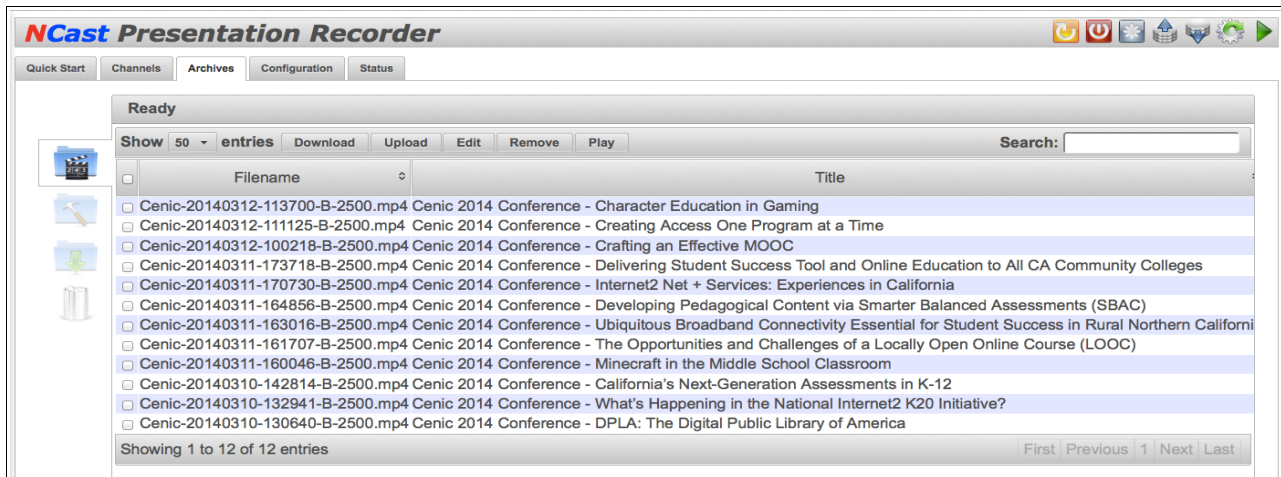 NCast Presentation Recorder
Quick Start Channels Archives Configuration Status
Ready
Show 50 entries Download Upload Edit Remove Play Search:
Filename Title
Cenic-20140312-113700-B-2500.mp4 Cenic 2014 Conference - Character Education in Gaming
Cenic-20140312-111125-B-2500.mp4 Cenic 2014 Conference - Creating Access One Program at a Time
Cenic-20140312-100218-B-2500.mp4 Cenic 2014 Conference - Crafting an Effective MOOC
Cenic-20140311-173718-B-2500.mp4 Cenic 2014 Conference - Delivering Student Success Tool and Online Education to All CA Community Colleges
Cenic-20140311-170730-B-2500.mp4 Cenic 2014 Conference - Internet2 Net + Services: Experiences in California
Cenic-20140311-164856-B-2500.mp4 Cenic 2014 Conference - Developing Pedagogical Content via Smarter Balanced Assessments (SBAC)
Cenic-20140311-163016-B-2500.mp4 Cenic 2014 Conference - Ubiquitous Broadband Connectivity Essential for Student Success in Rural Northern Californi
Cenic-20140311-161707-B-2500.mp4 Cenic 2014 Conference - The Opportunities and Challenges of a Locally Open Online Course (LOOC)
Cenic-20140311-160046-B-2500.mp4 Cenic 2014 Conference - Minecraft in the Middle School Classroom
Cenic-20140310-142814-B-2500.mp4 Cenic 2014 Conference - California's Next-Generation Assessments in K-12
Cenic-20140310-132941-B-2500.mp4 Cenic 2014 Conference - What's Happening in the National Internet2 K20 Initiative?
Cenic-20140310-130640-B-2500.mp4 Cenic 2014 Conference - DPLA: The Digital Public Library of America
Showing 1 to 12 of 12 entries First Previous 1 Next Last